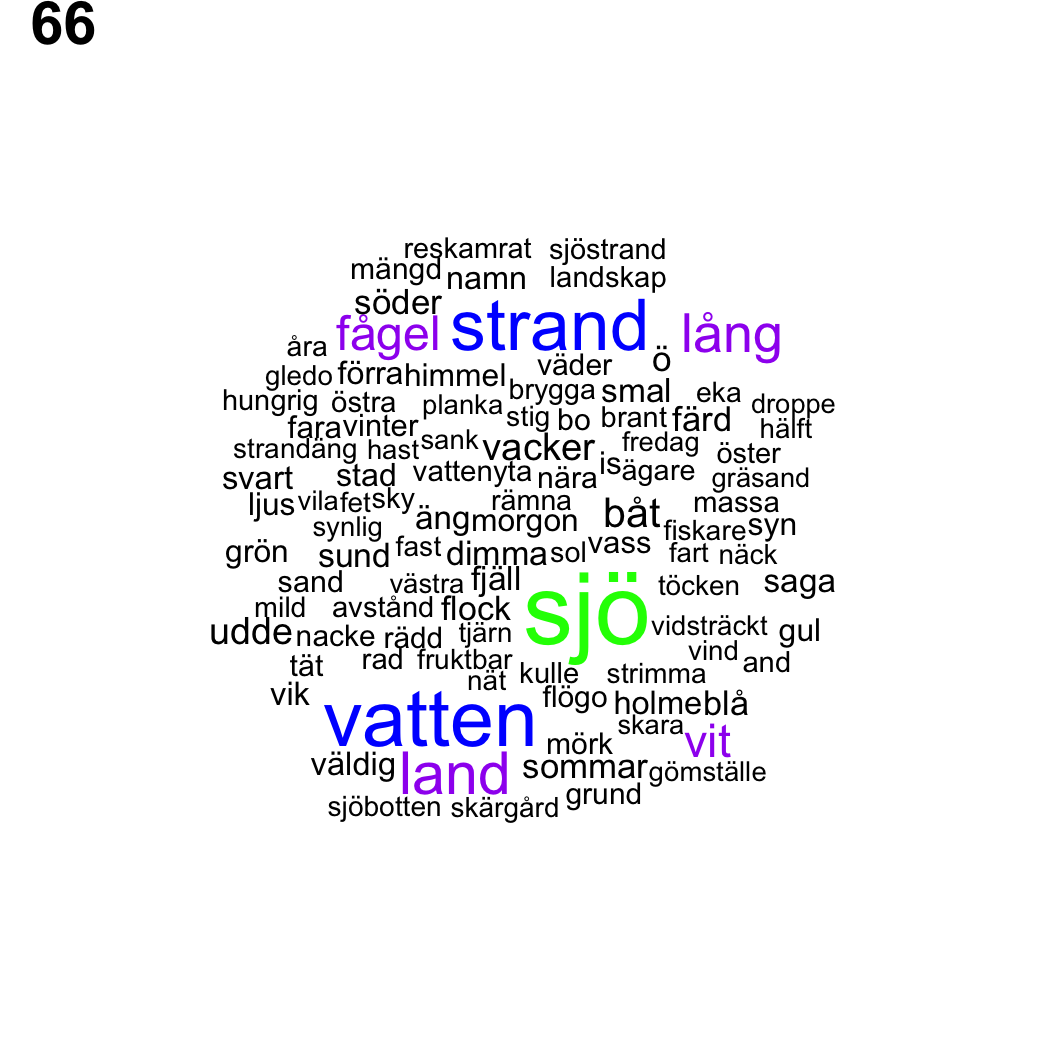 66
reskamrat sjöstrand
mängd namn landskap
söder
fågel strand lång
åra väder ö
gledo förra himmel
hungrig östra planka brygga smal eka droppe
fara vinter stig bo brant färd hälft
strandäng hast sank vacker fredag öster
svart stad vattenyta nära is ägare gräsand
ljus vila fet sky rämna massa
synlig äng morgon båt fiskare syn
grön sund fast dimma sol vass fart näck
sand västra fjäll töcken saga
mild avstånd flock sjö
udde nacke rädd tjärn vidsträckt gul
tät rad fruktbar vind and
vik nät kulle strimma
flögo holme blå
vatten skara
mörk vit
väldig land sommar gömställe
sjöbotten skärgård grund